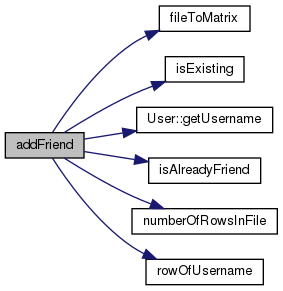 fileToMatrix
isExisting
User::getUsername
addFriend
isAlreadyFriend
numberOfRowsInFile
rowOfUsername